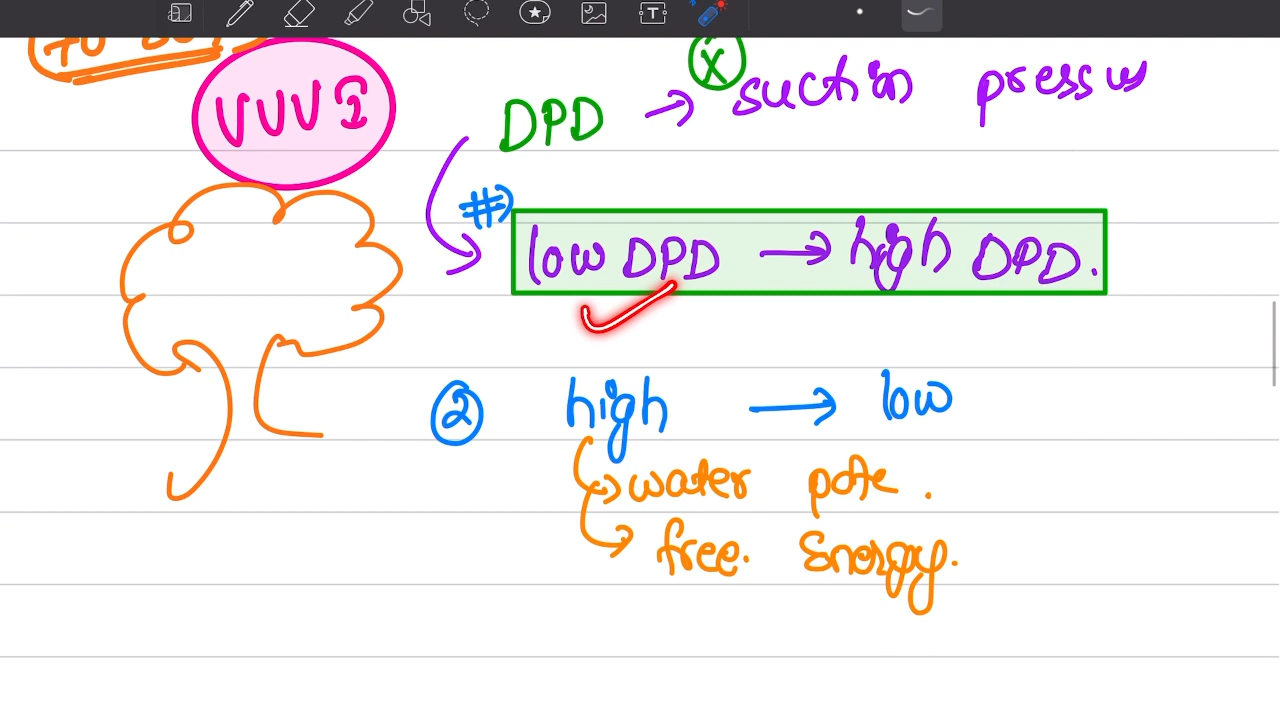 VVVI
DPD → suction pressu
#) low DPD → high DPD.
② high → low
↳ water pote.
↳ free. Energy.